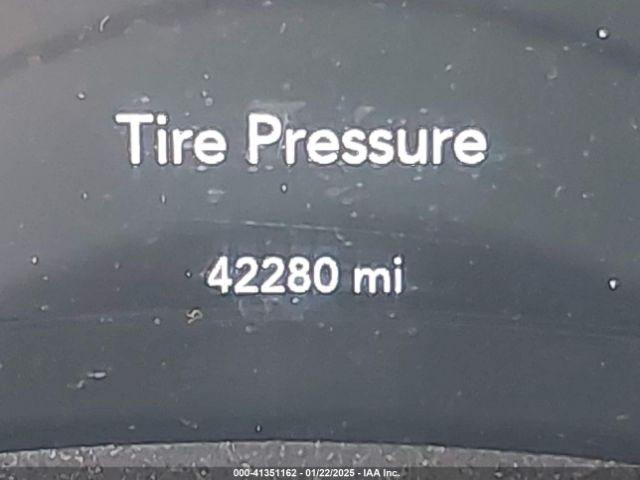 Tire Pressure
42280 mi
000-41351162 - 01/22/2025 - IAA Inc.